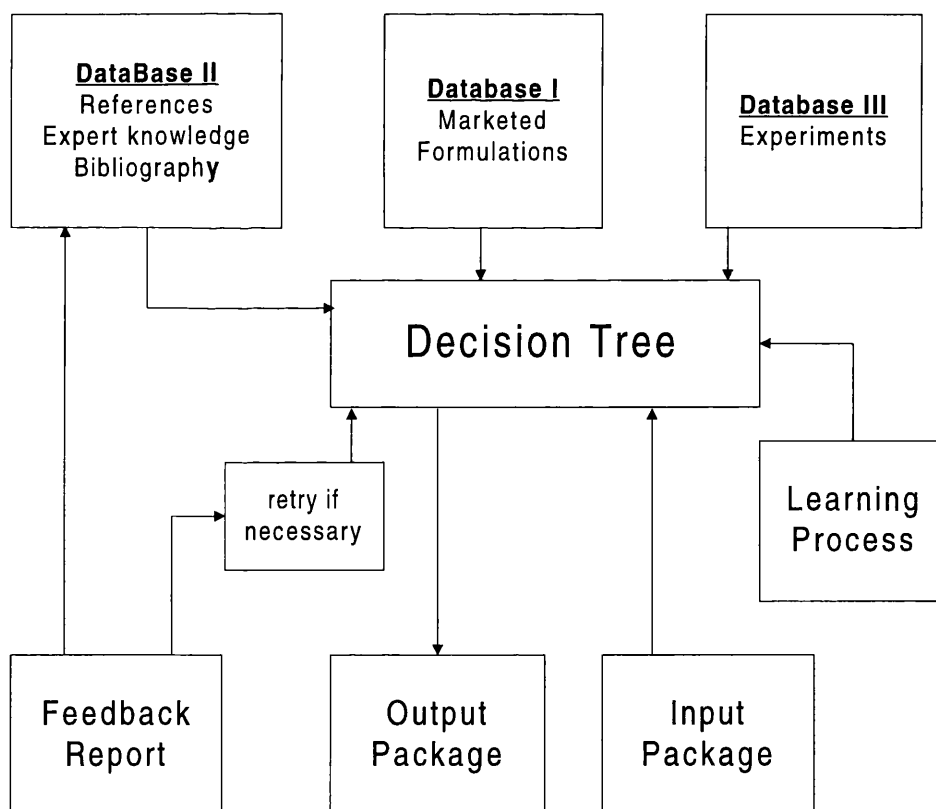 DataBase II
References
Expert knowledge
Bibliography
Database I
Marketed
Formulations
Database III
Experiments
Decision Tree
retry if
necessary
Learning
Process
Feedback
Report
Output
Package
Input
Package